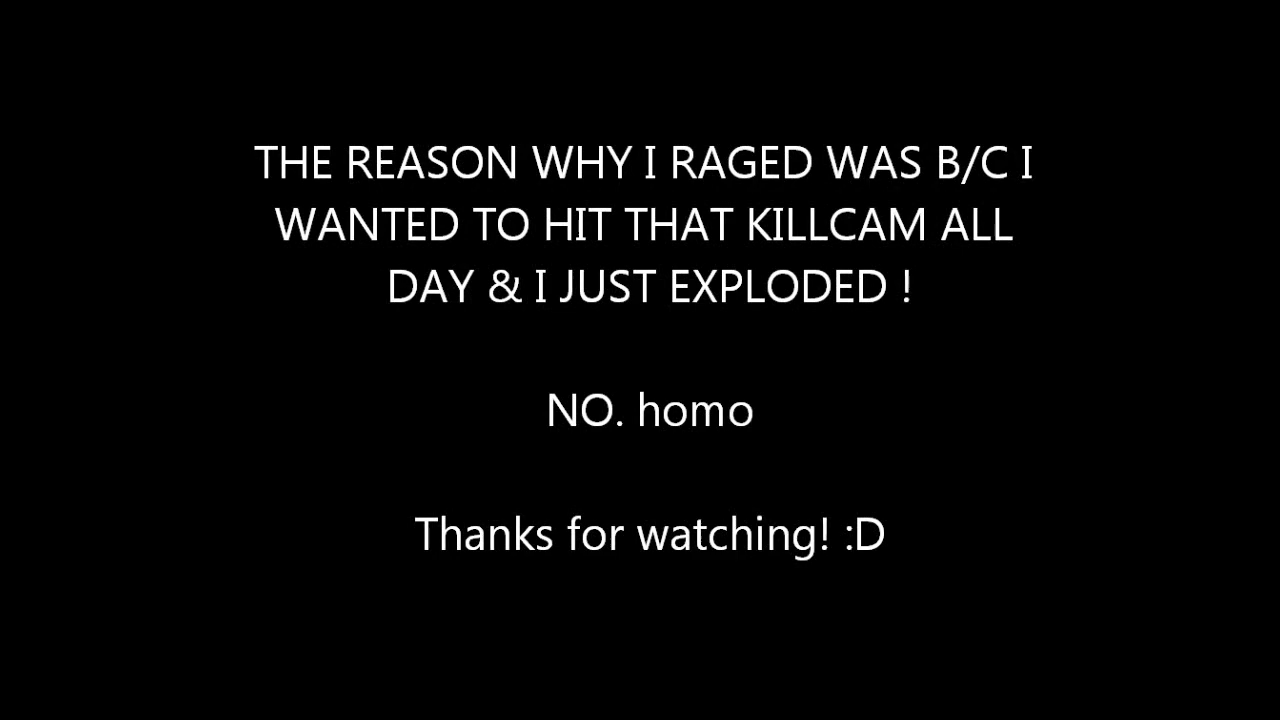 THE REASON WHY I RAGED WAS B/C I
WANTED TO HIT THAT KILLCAM ALL
DAY & I JUST EXPLODED !
NO. homo
Thanks for watching! :D